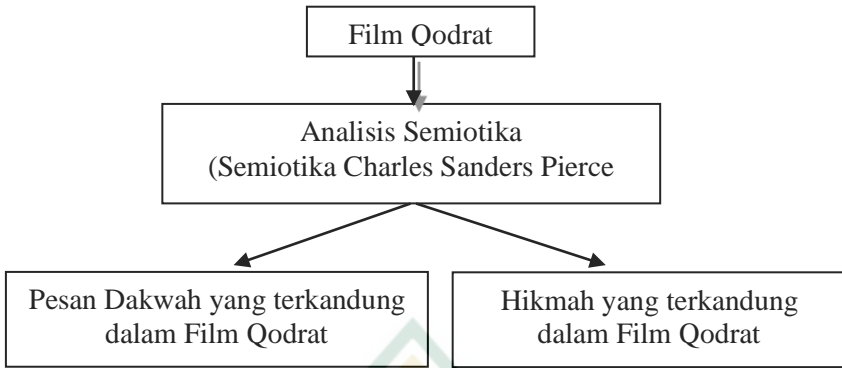 Film Qodrat
Analisis Semiotika
(Semiotika Charles Sanders Pierce
Pesan Dakwah yang terkandung
dalam Film Qodrat
Hikmah yang terkandung
dalam Film Qodrat